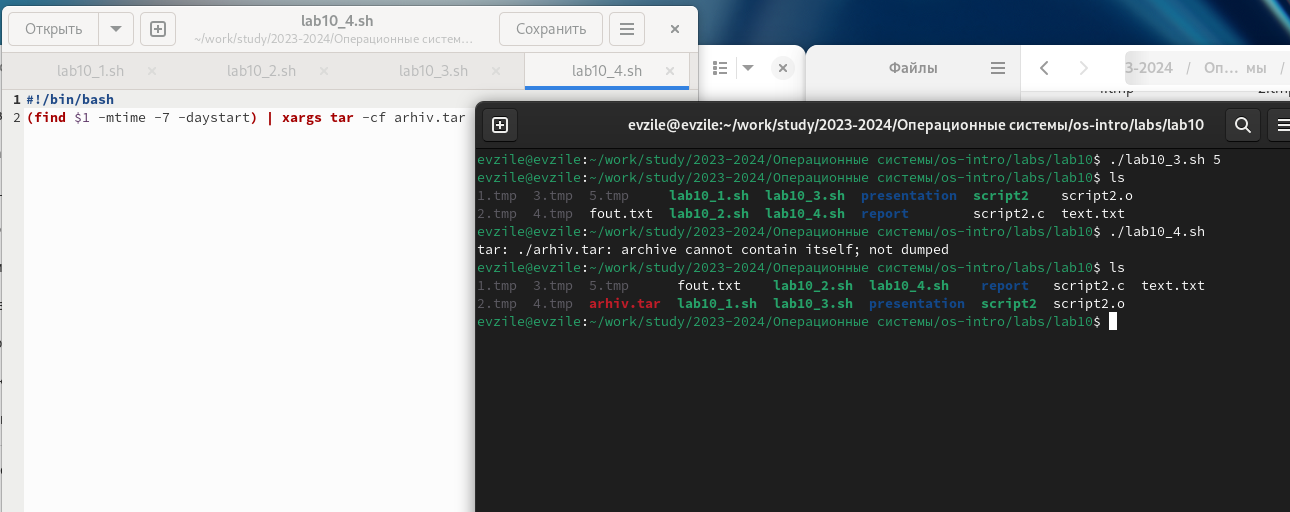 Открыть
lab10_4.sh
~/work/study/2023-2024/Операционные систем…
Сохранить
lab10_1.sh
lab10_2.sh
lab10_3.sh
lab10_4.sh
1 #!/bin/bash
2 (find $1 -mtime -7 -daystart) | xargs tar -cf arhiv.tar
Файлы
3-2024 / Оп… мы /
evzile@evzile:~/work/study/2023-2024/Операционные системы/os-intro/labs/lab10
evzile@evzile:~/work/study/2023-2024/Операционные системы/os-intro/labs/lab10$ ./lab10_3.sh 5
evzile@evzile:~/work/study/2023-2024/Операционные системы/os-intro/labs/lab10$ ls
1.tmp 3.tmp 5.tmp lab10_1.sh lab10_3.sh presentation script2 script2.o
2.tmp 4.tmp fout.txt lab10_2.sh lab10_4.sh report script2.c text.txt
evzile@evzile:~/work/study/2023-2024/Операционные системы/os-intro/labs/lab10$ ./lab10_4.sh
tar: ./arhiv.tar: archive cannot contain itself; not dumped
evzile@evzile:~/work/study/2023-2024/Операционные системы/os-intro/labs/lab10$ ls
1.tmp 3.tmp 5.tmp fout.txt lab10_2.sh lab10_4.sh report script2.c text.txt
2.tmp 4.tmp arhiv.tar lab10_1.sh lab10_3.sh presentation script2 script2.o
evzile@evzile:~/work/study/2023-2024/Операционные системы/os-intro/labs/lab10$